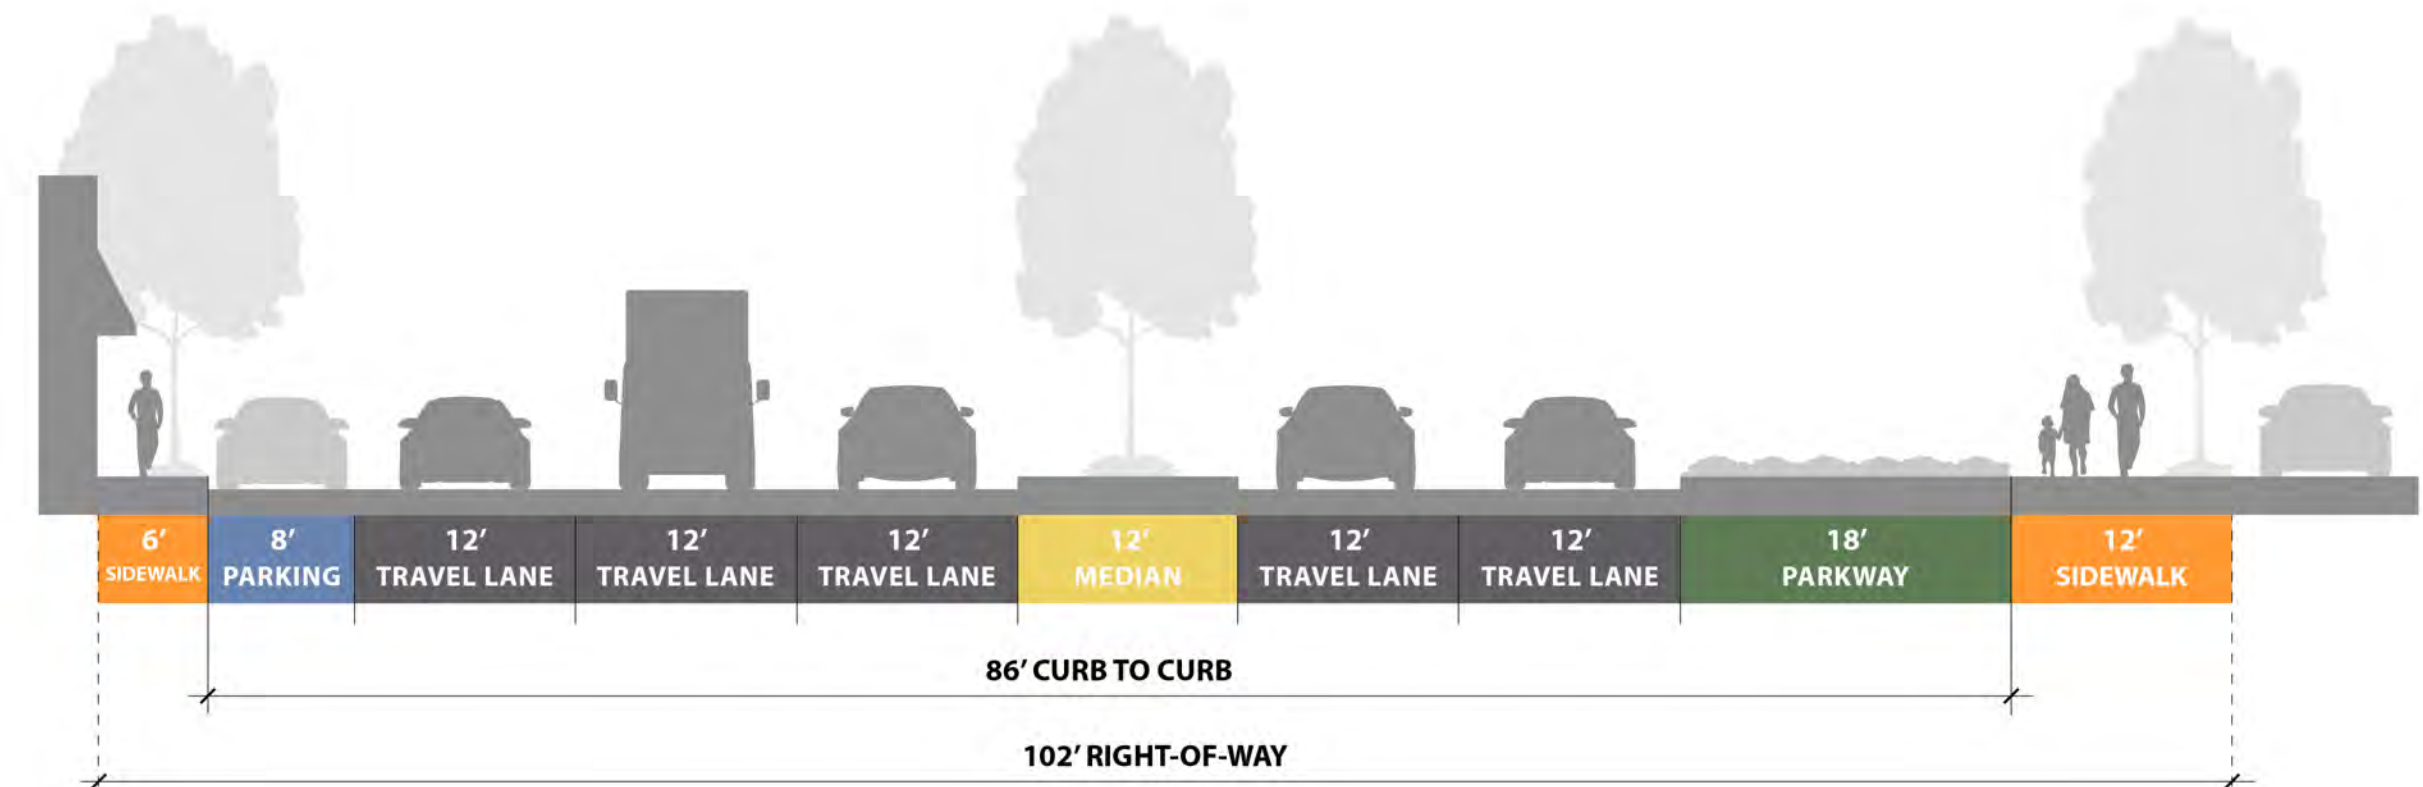 6’
SIDEWALK
8’
PARKING
12’
TRAVEL LANE
12’
TRAVEL LANE
12’
TRAVEL LANE
12’
MEDIAN
12’
TRAVEL LANE
12’
TRAVEL LANE
18’
PARKWAY
12’
SIDEWALK
86’ CURB TO CURB
102’ RIGHT-OF-WAY